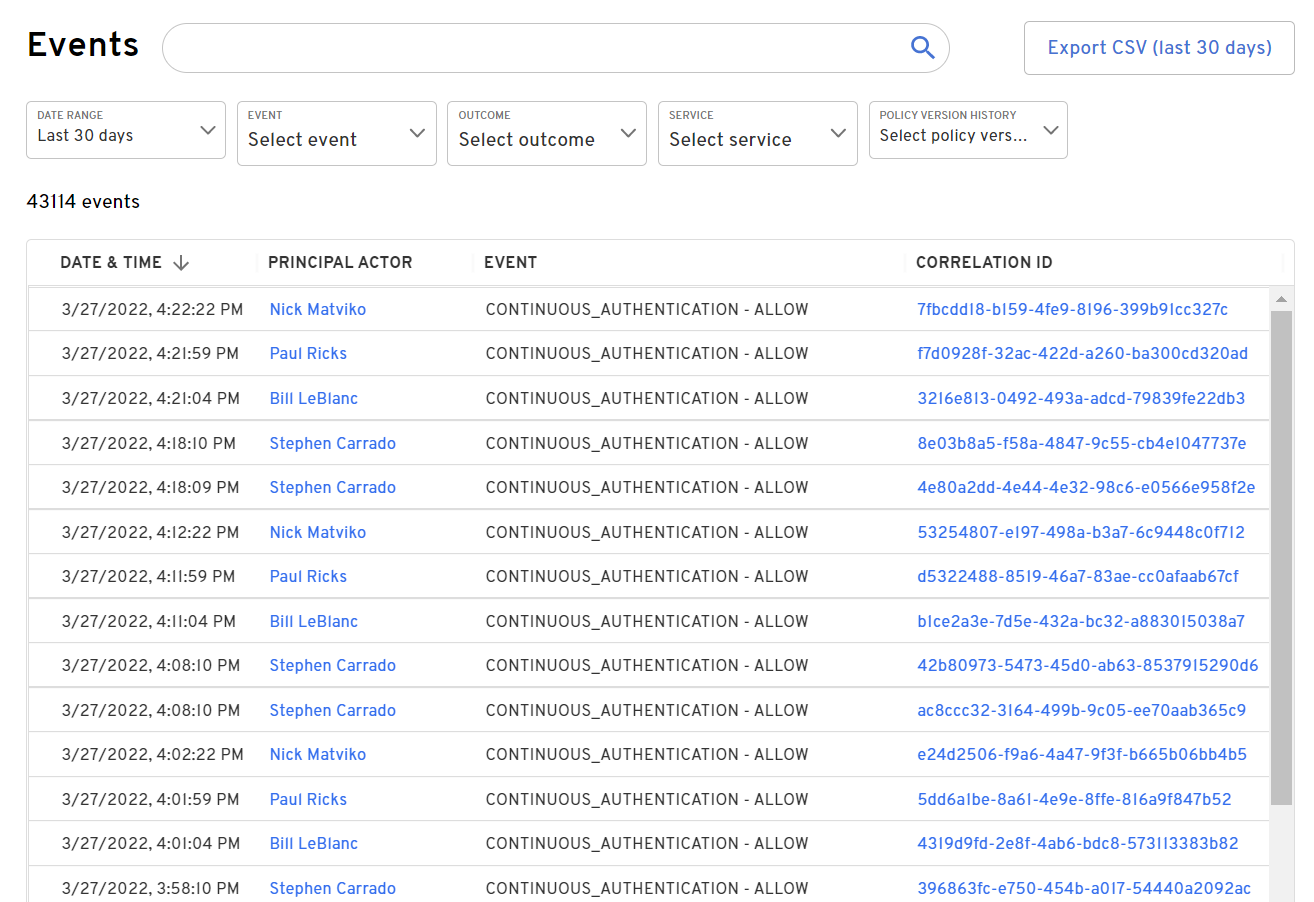 Events
Export CSV (last 30 days)
DATE RANGE EVENT OUTCOME SERVICE POLICY VERSION HISTORY
Last 30 days Select event Select outcome Select service Select policy vers...
43114 events
DATE & TIME PRINCIPAL ACTOR EVENT CORRELATION ID
3/27/2022, 4:22:22 PM Nick Matviko CONTINUOUS_AUTHENTICATION - ALLOW 7fbcdd18-b159-4fe9-8196-399b91cc327c
3/27/2022, 4:21:59 PM Paul Ricks CONTINUOUS_AUTHENTICATION - ALLOW f7d0928f-32ac-422d-a260-ba300cd320ad
3/27/2022, 4:21:04 PM Bill LeBlanc CONTINUOUS_AUTHENTICATION - ALLOW 3216e813-0492-493a-adcd-79839fe22db3
3/27/2022, 4:18:10 PM Stephen Carrado CONTINUOUS_AUTHENTICATION - ALLOW 8e03b8a5-f58a-4847-9c55-cb4e1047737e
3/27/2022, 4:18:09 PM Stephen Carrado CONTINUOUS_AUTHENTICATION - ALLOW 4e80a2dd-4e44-4e32-98c6-e0566e958f2e
3/27/2022, 4:12:22 PM Nick Matviko CONTINUOUS_AUTHENTICATION - ALLOW 53254807-e197-498a-b3a7-6c9448c0f712
3/27/2022, 4:11:59 PM Paul Ricks CONTINUOUS_AUTHENTICATION - ALLOW d5322488-8519-46a7-83ae-cc0afaab67cf
3/27/2022, 4:11:04 PM Bill LeBlanc CONTINUOUS_AUTHENTICATION - ALLOW b1ce2a3e-7d5e-432a-bc32-a883015038a7
3/27/2022, 4:08:10 PM Stephen Carrado CONTINUOUS_AUTHENTICATION - ALLOW 42b80973-5473-45d0-ab63-8537915290d6
3/27/2022, 4:08:10 PM Stephen Carrado CONTINUOUS_AUTHENTICATION - ALLOW ac8ccc32-3164-499b-9c05-ee70aab365c9
3/27/2022, 4:02:22 PM Nick Matviko CONTINUOUS_AUTHENTICATION - ALLOW e24d2506-f9a6-4a47-9f3f-b665b06bb4b5
3/27/2022, 4:01:59 PM Paul Ricks CONTINUOUS_AUTHENTICATION - ALLOW 5dd6a1be-8a61-4e9e-8ffe-816a9f847b52
3/27/2022, 4:01:04 PM Bill LeBlanc CONTINUOUS_AUTHENTICATION - ALLOW 4319d9fd-2e8f-4ab6-bdc8-573113383b82
3/27/2022, 3:58:10 PM Stephen Carrado CONTINUOUS_AUTHENTICATION - ALLOW 396863fc-e750-454b-a017-54440a2092ac